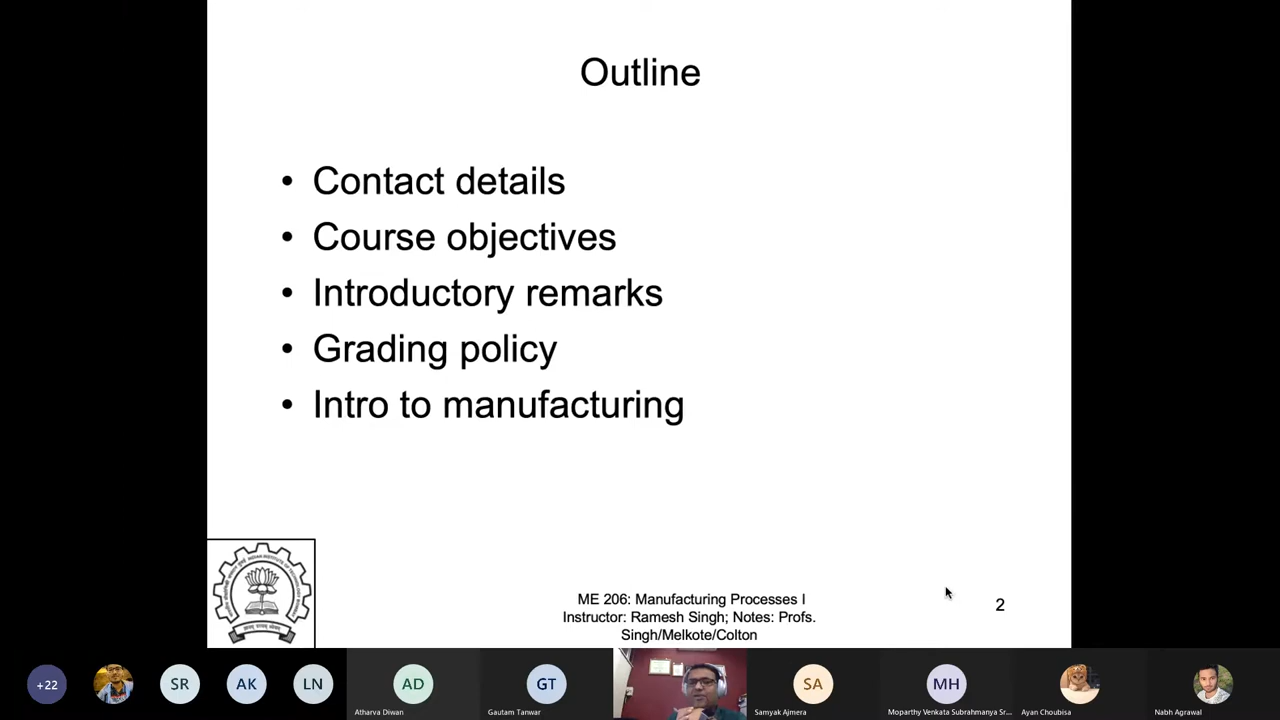 Outline
• Contact details
• Course objectives
• Introductory remarks
• Grading policy
• Intro to manufacturing
ME 206: Manufacturing Processes I
Instructor: Ramesh Singh; Notes: Profs.
Singh/Melkote/Colton
2
+22
SR
AK
LN
AD
Atharva Diwan
GT
Gautam Tanwar
SA
Samyak Ajmera
MH
Moparthy Venkata Subrahmanya Sr...
Ayan Choubisa
Nabh Agrawal